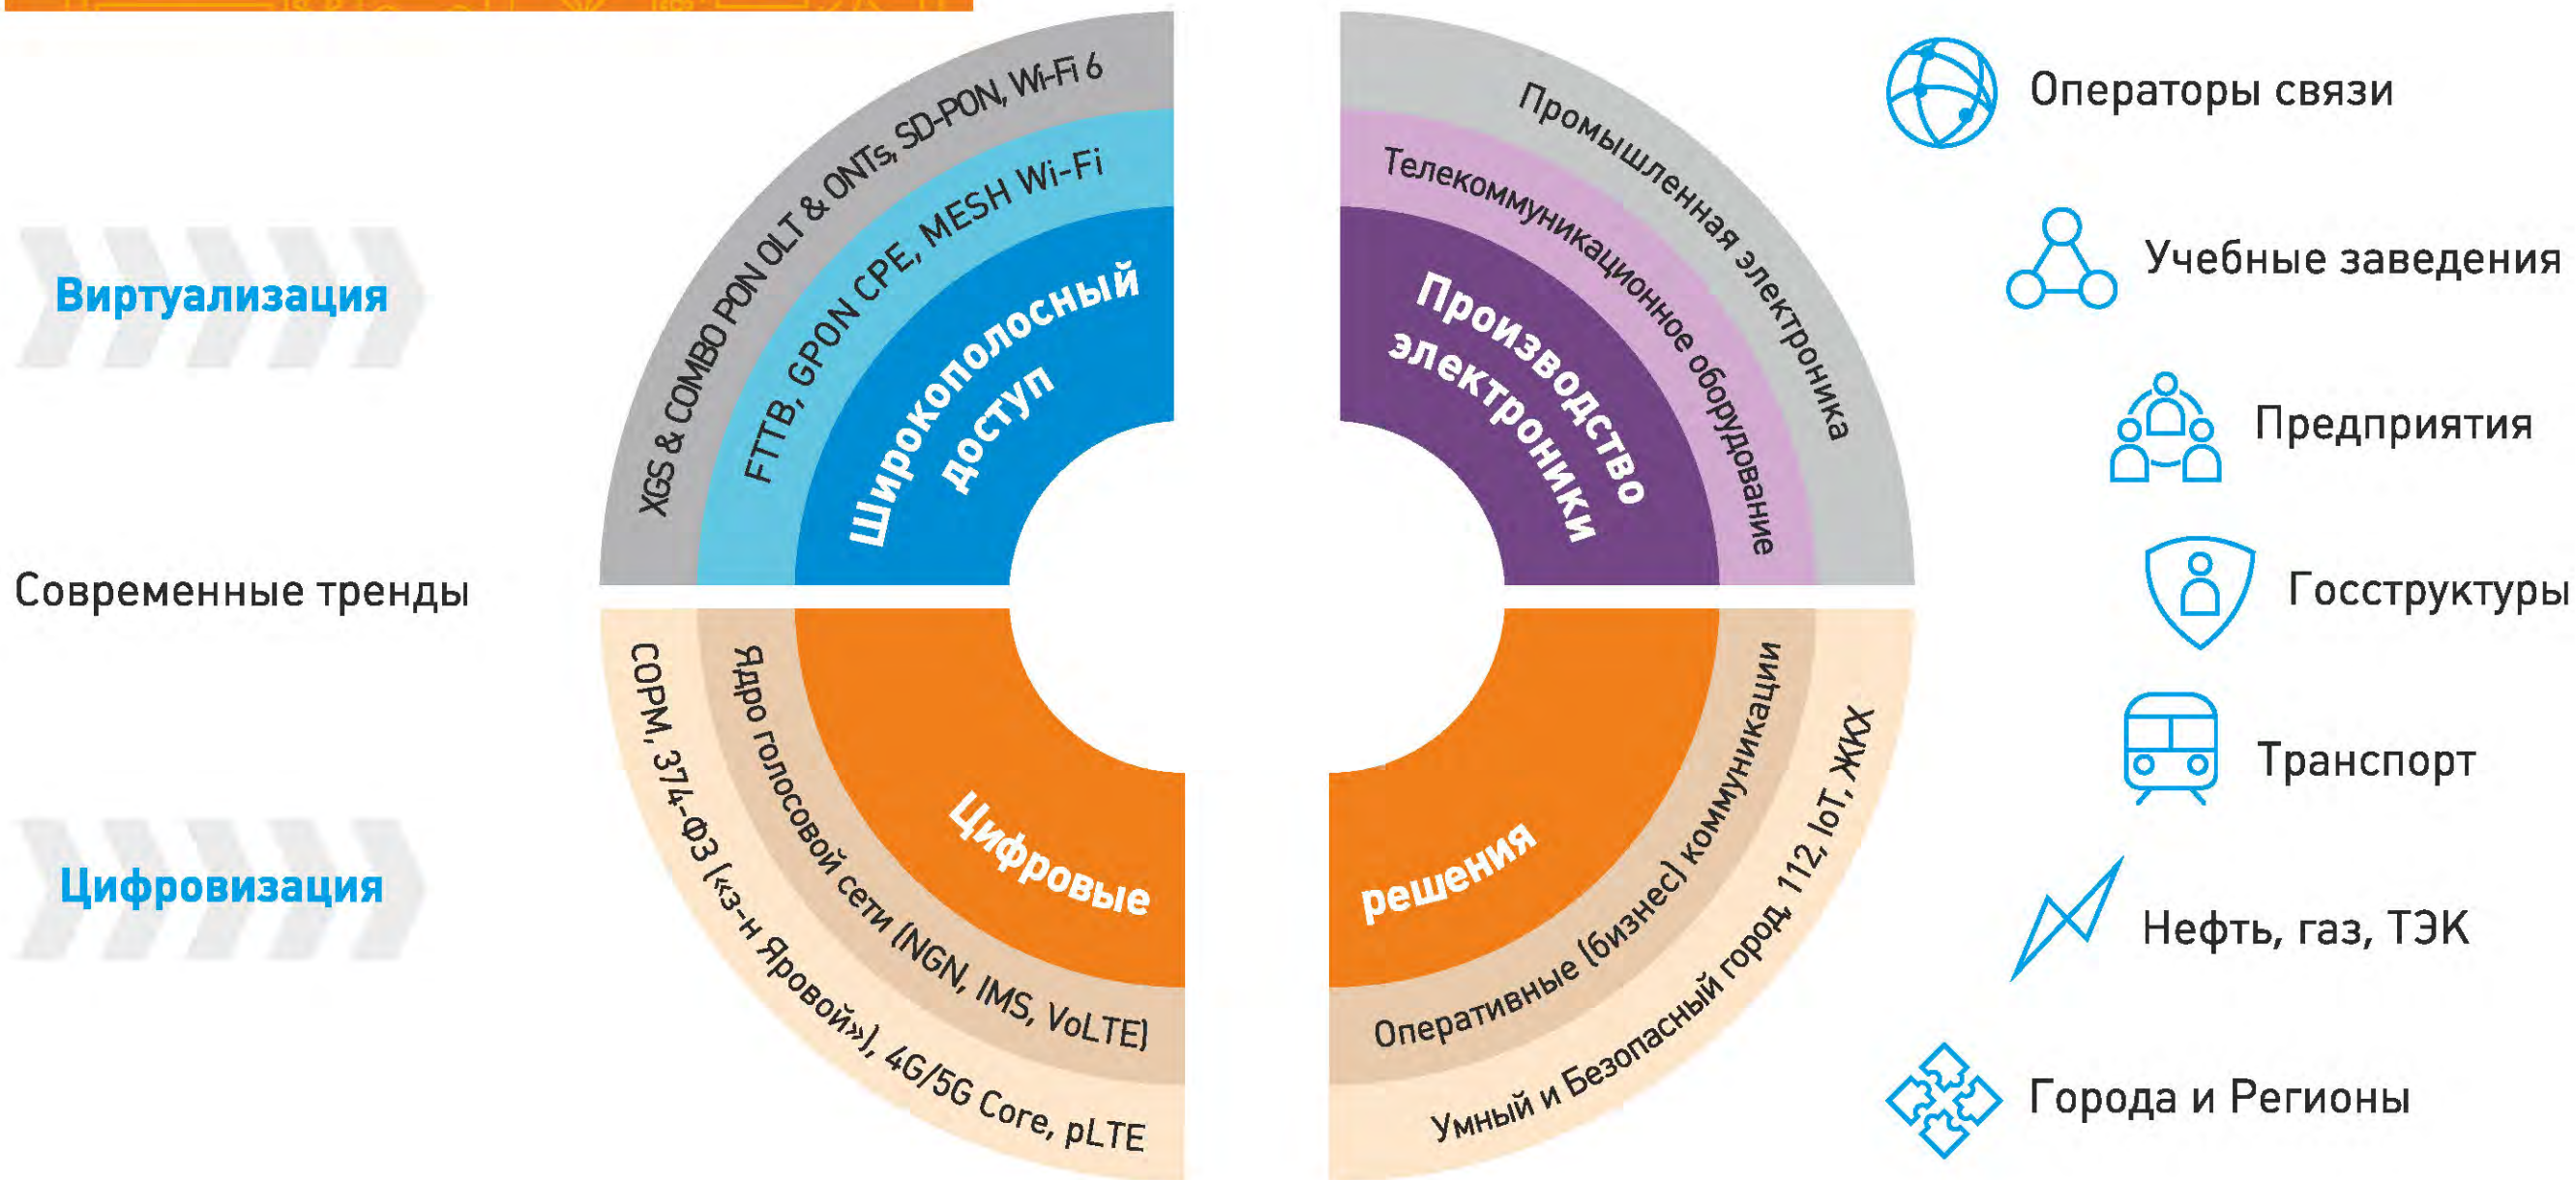 Виртуализация
Современные тренды
Цифровизация
XGS & COMBO PON OLT & ONTs, SD-PON, Wi-Fi 6
FTTB, GPON CPE, MESH Wi-Fi
Широкополосный
доступ
Промышленная электроника
Телекоммуникационное оборудование
Производство
электроники
Цифровые
Ядро голосовой сети (NGN, IMS, VoLTE)
СОРМ, 374-ФЗ («з-н Яровой»), 4G/5G Core, pLTE
решения
Оперативные (бизнес) коммуникации
Умный и Безопасный город, 112, IoT, ЖКХ
Операторы связи
Учебные заведения
Предприятия
Госструктуры
Транспорт
Нефть, газ, ТЭК
Города и Регионы